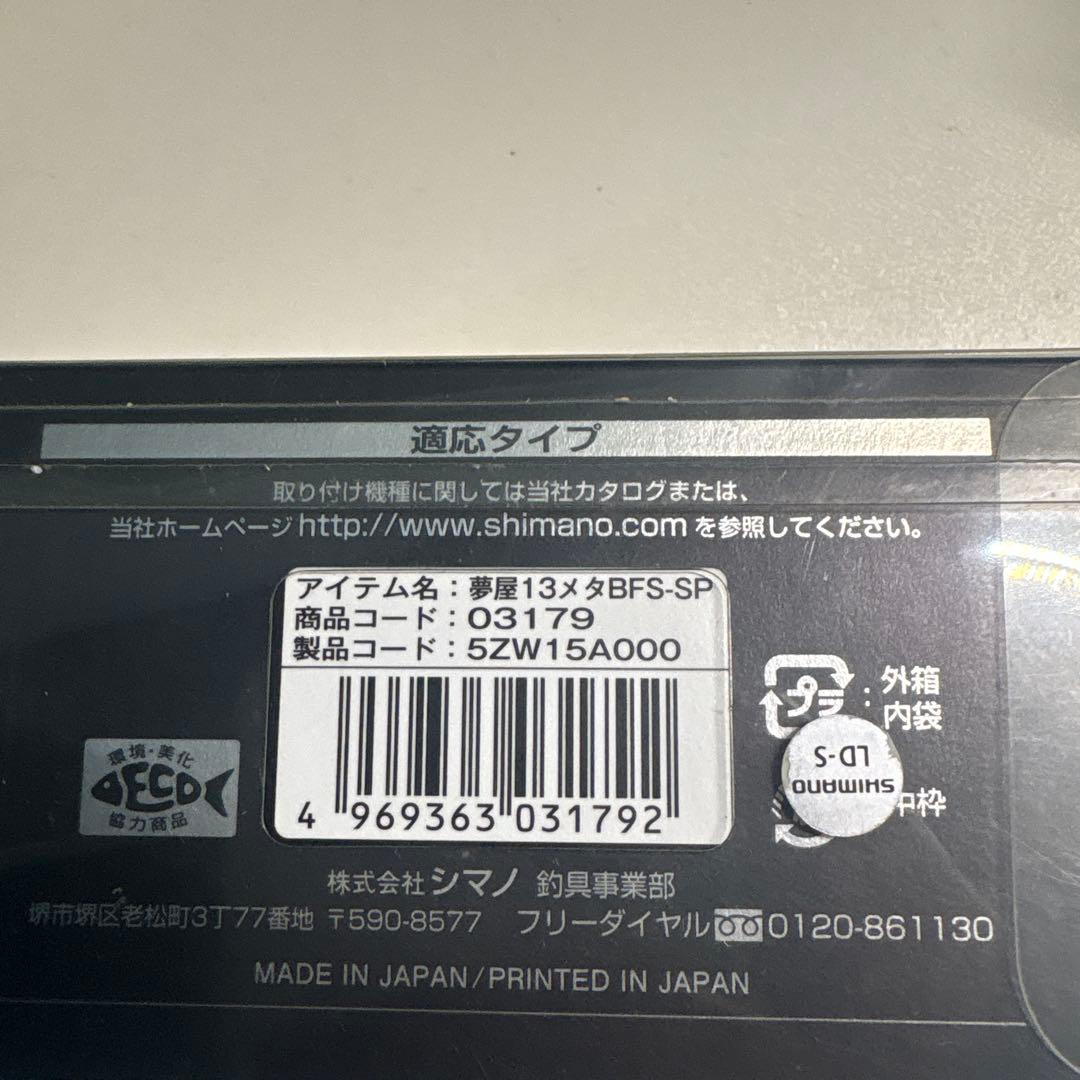 適応タイプ
取り付け機種に関しては当社カタログまたは、
当社ホームページhttp://www.shimano.comを参照してください。
アイテム名：夢屋13メタBFS-SP
商品コード：03179
製品コード：5ZW15A000
4 969363 031792
プラ：外箱
内袋
LD-S
SHIMANO
中枠
環境・美化
ECO
協力商品
株式会社シマノ 釣具事業部
堺市堺区老松町3丁77番地 〒590-8577 フリーダイヤル 0120-861130
MADE IN JAPAN/PRINTED IN JAPAN